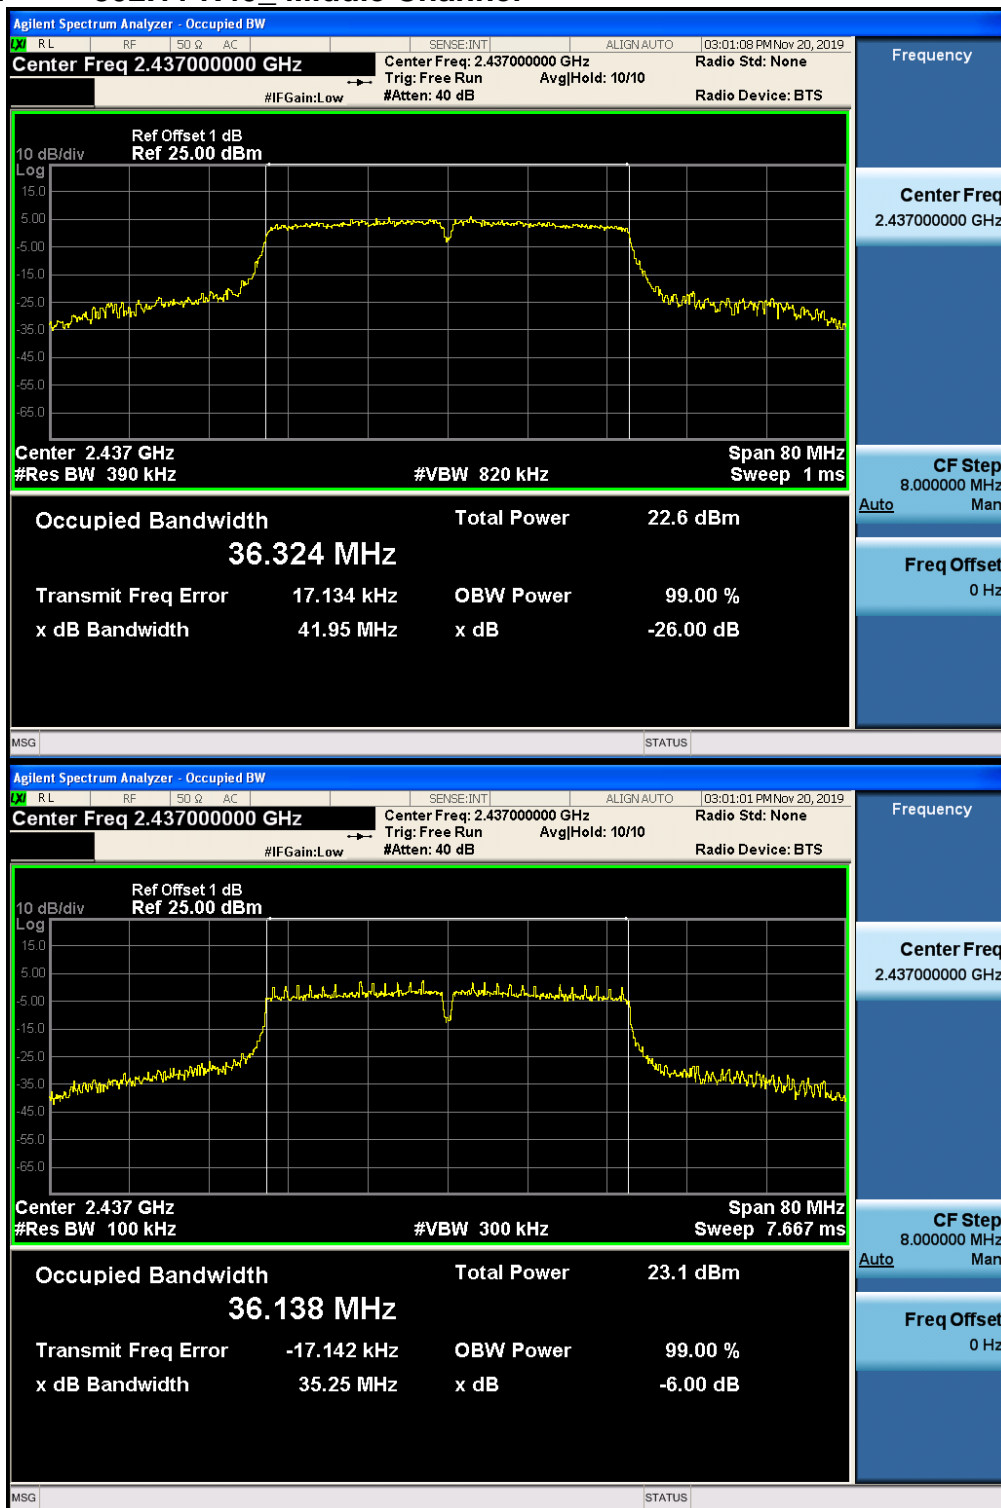 Agilent Spectrum Analyzer - Occupied BW
LXI RL RF 50 Ω AC SENSE:INT ALIGN AUTO 03:01:08 PM Nov 20, 2019
Center Freq 2.437000000 GHz
Center Freq: 2.437000000 GHz
Radio Std: None
Trig: Free Run Avg|Hold: 10/10
#IFGain:Low #Atten: 40 dB Radio Device: BTS
Frequency
Ref Offset 1 dB
10 dB/div Ref 25.00 dBm
Log
15.0
5.00
-5.00
-15.0
-25.0
-35.0
-45.0
-55.0
-65.0
Center 2.437 GHz Span 80 MHz
#Res BW 390 kHz #VBW 820 kHz Sweep 1 ms
Center Freq
2.437000000 GHz
CF Step
8.000000 MHz
Auto Man
Freq Offset
0 Hz
Occupied Bandwidth Total Power 22.6 dBm
36.324 MHz
Transmit Freq Error 17.134 kHz OBW Power 99.00 %
x dB Bandwidth 41.95 MHz x dB -26.00 dB
MSG STATUS
Agilent Spectrum Analyzer - Occupied BW
LXI RL RF 50 Ω AC SENSE:INT ALIGN AUTO 03:01:01 PM Nov 20, 2019
Center Freq 2.437000000 GHz
Center Freq: 2.437000000 GHz
Radio Std: None
Trig: Free Run Avg|Hold: 10/10
#IFGain:Low #Atten: 40 dB Radio Device: BTS
Frequency
Ref Offset 1 dB
10 dB/div Ref 25.00 dBm
Log
15.0
5.00
-5.00
-15.0
-25.0
-35.0
-45.0
-55.0
-65.0
Center 2.437 GHz Span 80 MHz
#Res BW 100 kHz #VBW 300 kHz Sweep 7.667 ms
Center Freq
2.437000000 GHz
CF Step
8.000000 MHz
Auto Man
Freq Offset
0 Hz
Occupied Bandwidth Total Power 23.1 dBm
36.138 MHz
Transmit Freq Error -17.142 kHz OBW Power 99.00 %
x dB Bandwidth 35.25 MHz x dB -6.00 dB
MSG STATUS